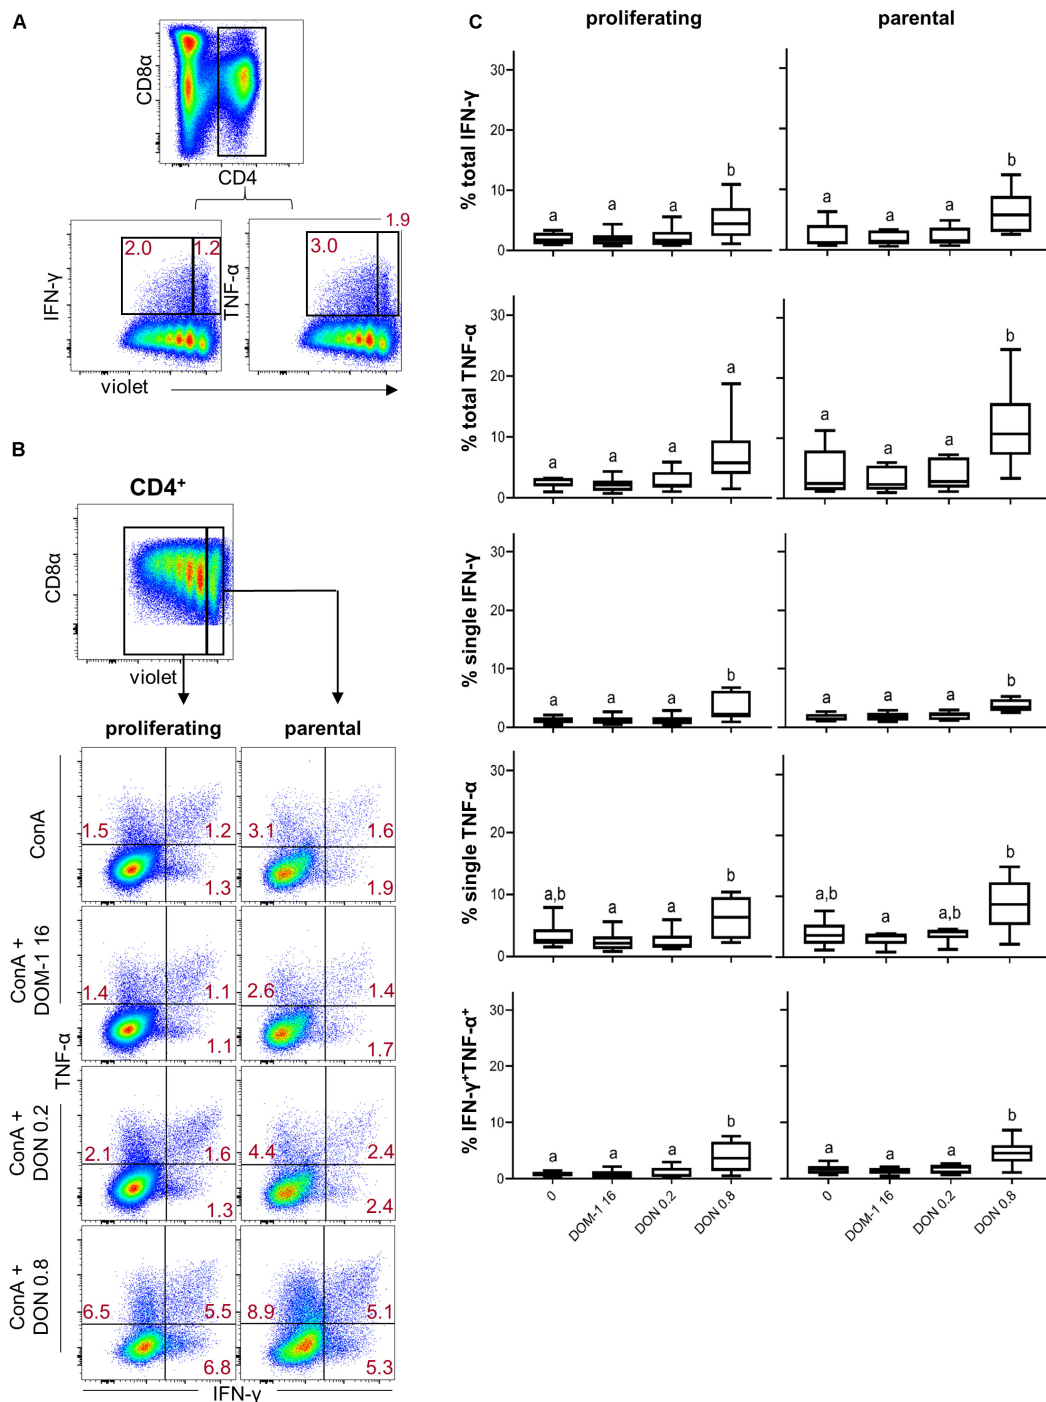 A
CD8α
CD4
1.9
2.0
1.2
3.0
IFN-γ
TNF-α
violet
B
CD4+
CD8α
violet
proliferating
parental
ConA
1.5
1.2
3.1
1.6
1.3
1.9
ConA +
DOM-1 16
1.4
1.1
2.6
1.4
1.1
1.7
TNF-α
ConA +
DON 0.2
2.1
1.6
4.4
2.4
1.3
2.4
ConA +
DON 0.8
6.5
5.5
8.9
5.1
6.8
5.3
IFN-γ
C
proliferating
parental
% total IFN-γ
30
20
10
0
a
a
a
b
a
a
a
b
% total TNF-α
30
20
10
0
a
a
a
a
a
a
a
b
% single IFN-γ
30
20
10
0
a
a
a
b
a
a
a
b
% single TNF-α
30
20
10
0
a,b
a
a
b
a,b
a
a,b
b
% IFN-γ+TNF-α+
30
20
10
0
a
a
a
b
a
a
a
b
0
DOM-1 16
DON 0.2
DON 0.8
0
DOM-1 16
DON 0.2
DON 0.8